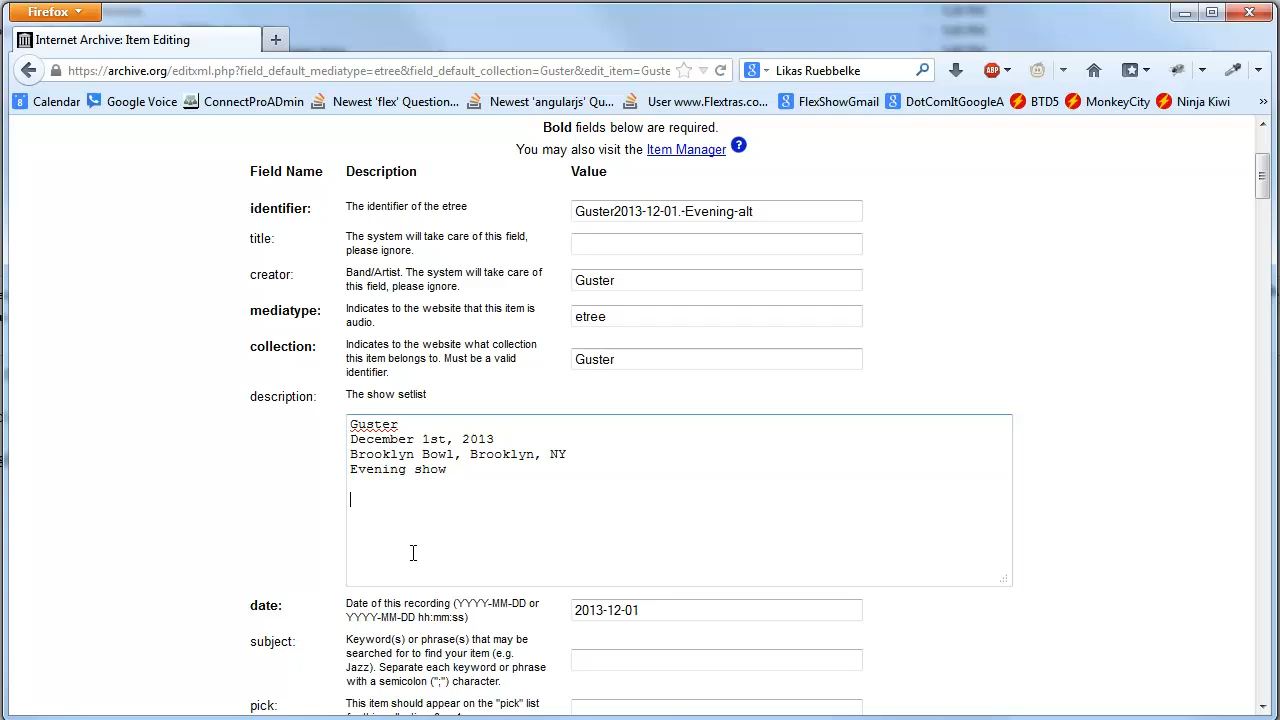 Firefox
Internet Archive: Item Editing
https://archive.org/editxml.php?field_default_mediatype=etree&field_default_collection=Guster&edit_item=Guste
Likas Ruebbelke
ABP
8 Calendar Google Voice ConnectProADmin Newest 'flex' Question... Newest 'angularjs' Qu... User www.Flextras.co... 8 FlexShowGmail 8 DotComItGoogleA BTD5 MonkeyCity Ninja Kiwi »
Bold fields below are required.
You may also visit the Item Manager ?
Field Name Description Value
identifier: The identifier of the etree Guster2013-12-01.-Evening-alt
title: The system will take care of this field,
please ignore.
creator: Band/Artist. The system will take care of
this field, please ignore.
Guster
mediatype: Indicates to the website that this item is
audio.
etree
collection: Indicates to the website what collection
this item belongs to. Must be a valid
identifier.
Guster
description: The show setlist
Guster
December 1st, 2013
Brooklyn Bowl, Brooklyn, NY
Evening show
date: Date of this recording (YYYY-MM-DD or
YYYY-MM-DD hh:mm:ss)
2013-12-01
subject: Keyword(s) or phrase(s) that may be
searched for to find your item (e.g.
Jazz). Separate each keyword or phrase
with a semicolon (";") character.
pick: This item should appear on the "pick" list